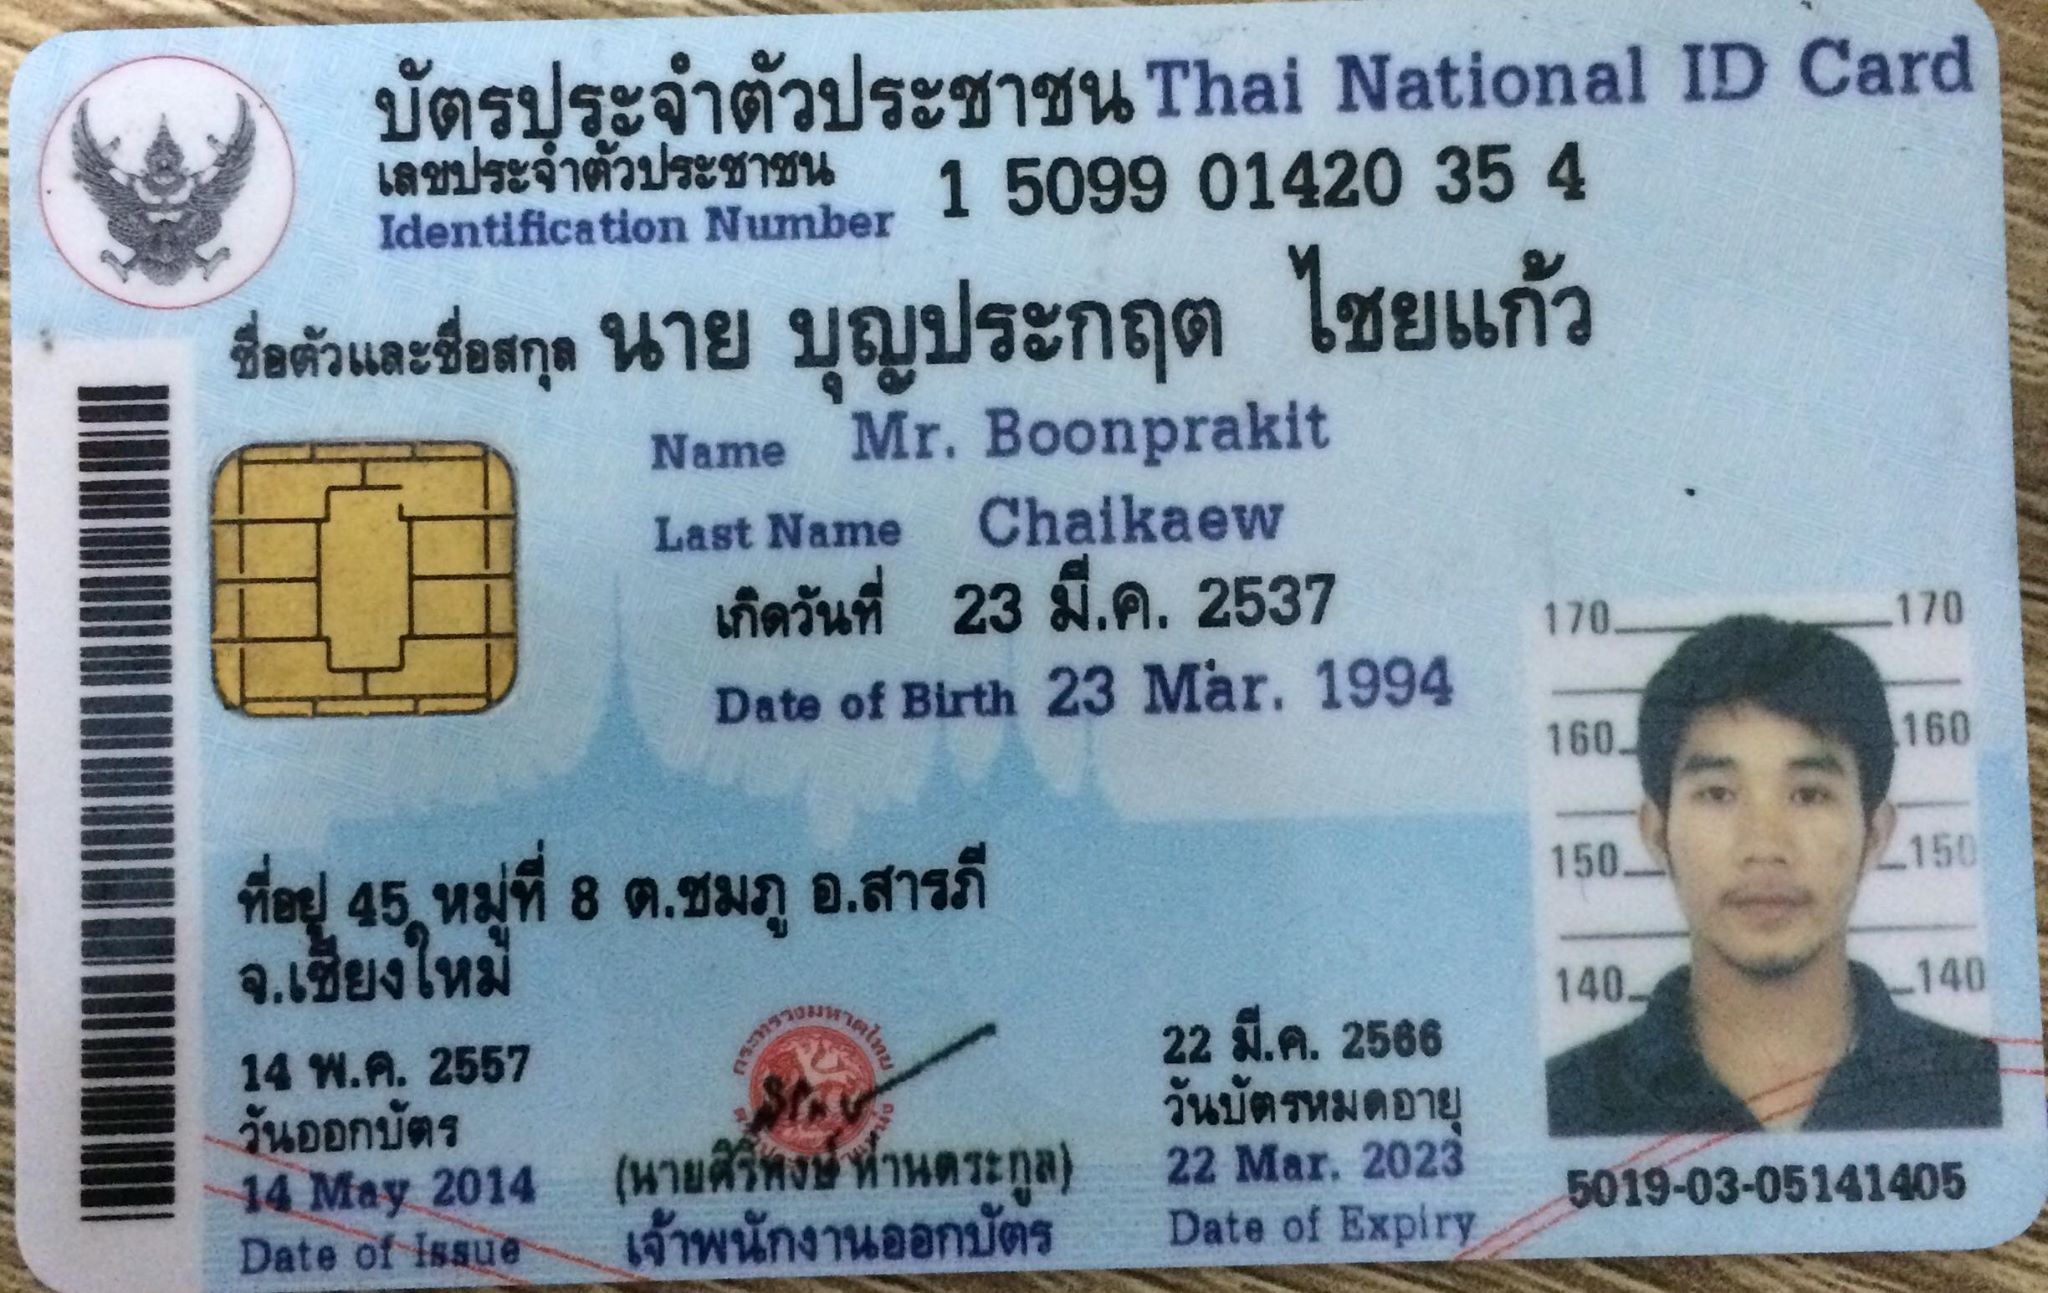 บัตรประจำตัวประชาชน Thai National ID Card
เลขประจำตัวประชาชน
Identification Number 1 5099 01420 35 4
ชื่อตัวและชื่อสกุล นาย บุญประกฤต ไชยแก้ว
Name Mr. Boonprakit
Last Name Chaikaew
เกิดวันที่ 23 มี.ค. 2537
Date of Birth 23 Mar. 1994
170 170
160 160
150 150
140 140
ที่อยู่ 45 หมู่ที่ 8 ต.ชมภู อ.สารภี
จ.เชียงใหม่
14 พ.ค. 2557
วันออกบัตร
14 May 2014
Date of Issue
กระทรวงมหาดไทย
(นายศิริพงษ์ ห่านตระกูล)
เจ้าพนักงานออกบัตร
22 มี.ค. 2566
วันบัตรหมดอายุ
22 Mar. 2023
Date of Expiry
5019-03-05141405